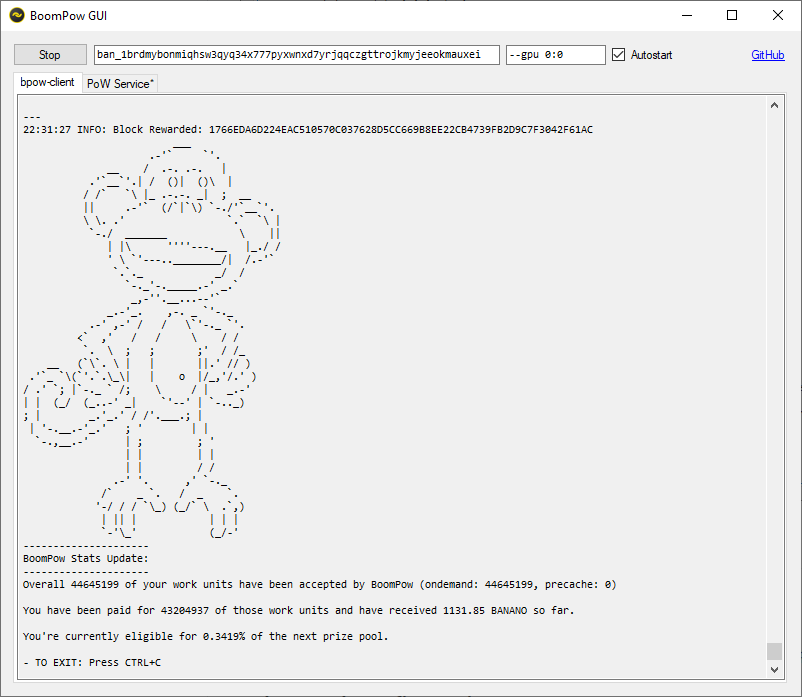 BoomPow GUI
Stop
ban_1brdmybonmiqhsw3qyq34x777pyxwnxd7yrjqqczgttrojkmyjeeokmauxei
--gpu 0:0
Autostart
GitHub
bpow-client
PoW Service*
---
22:31:27 INFO: Block Rewarded: 1766EDA6D224EAC510570C037628D5CC669B8EE22CB4739FB2D9C7F3042F61AC
---------------------
BoomPow Stats Update:
---------------------
Overall 44645199 of your work units have been accepted by BoomPow (ondemand: 44645199, precache: 0)
You have been paid for 43204937 of those work units and have received 1131.85 BANANO so far.
You're currently eligible for 0.3419% of the next prize pool.
- TO EXIT: Press CTRL+C